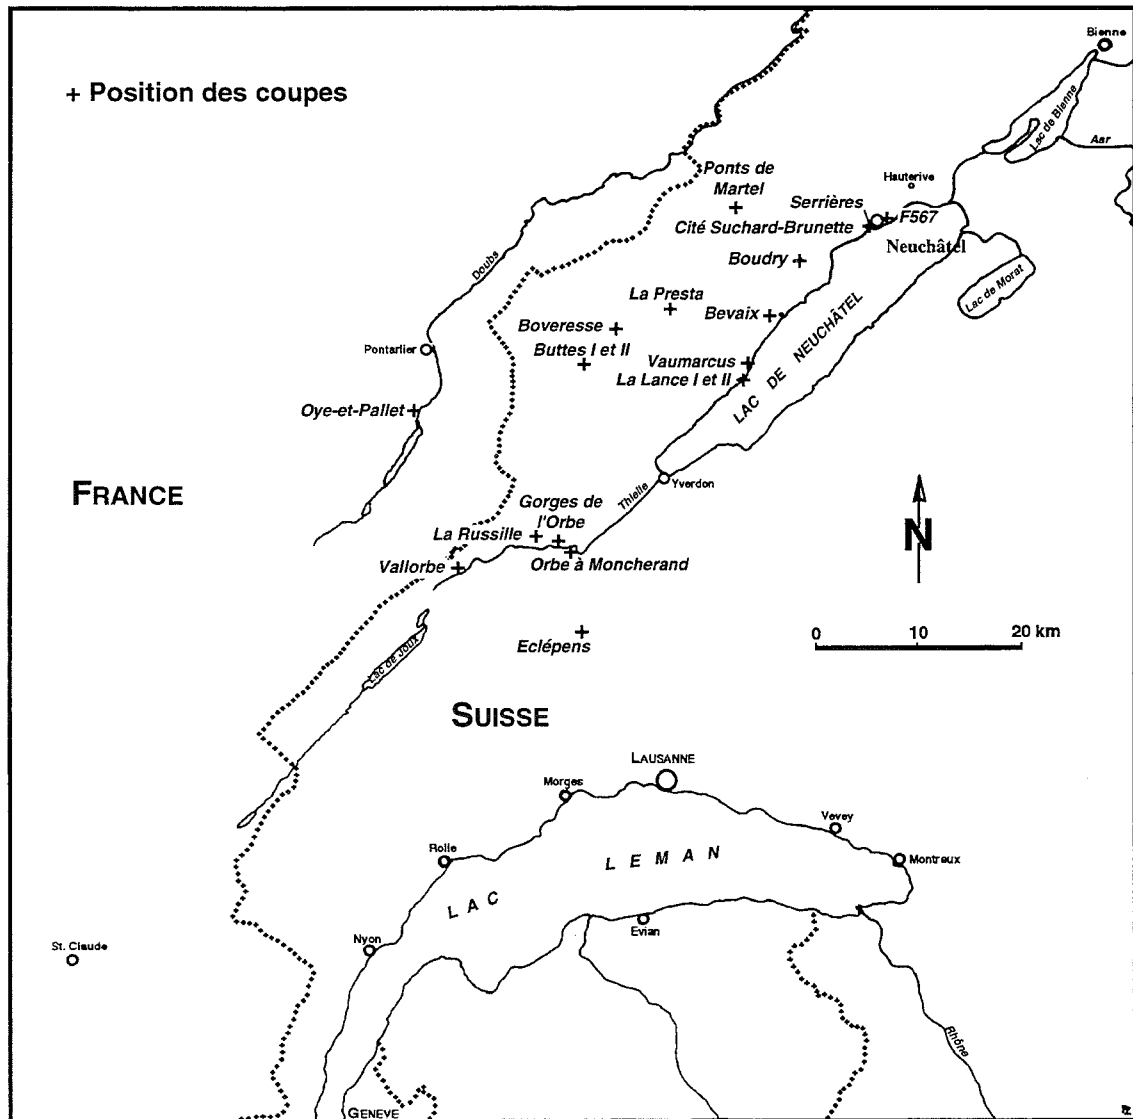 Bienne
+ Position des coupes
Lac de Bienne
Aar
Ponts de
Martel
Hauterive
Serrières
F567
Cité Suchard-Brunette
Neuchâtel
Boudry
Doubs
La Presta
Lac de Morat
Bevaix
Boveresse
Buttes I et II
Pontarlier
Vaumarcus
La Lance I et II
LAC DE NEUCHÂTEL
Oye-et-Pallet
FRANCE
Yverdon
Thielle
Gorges de
l'Orbe
La Russille
N
Vallorbe
Orbe à Moncherand
0 10 20 km
Eclépens
Lac de Joux
SUISSE
LAUSANNE
Morges
Vevey
Rolle
Montreux
LAC LEMAN
Evian
Nyon
St. Claude
Rhône
GENEVE